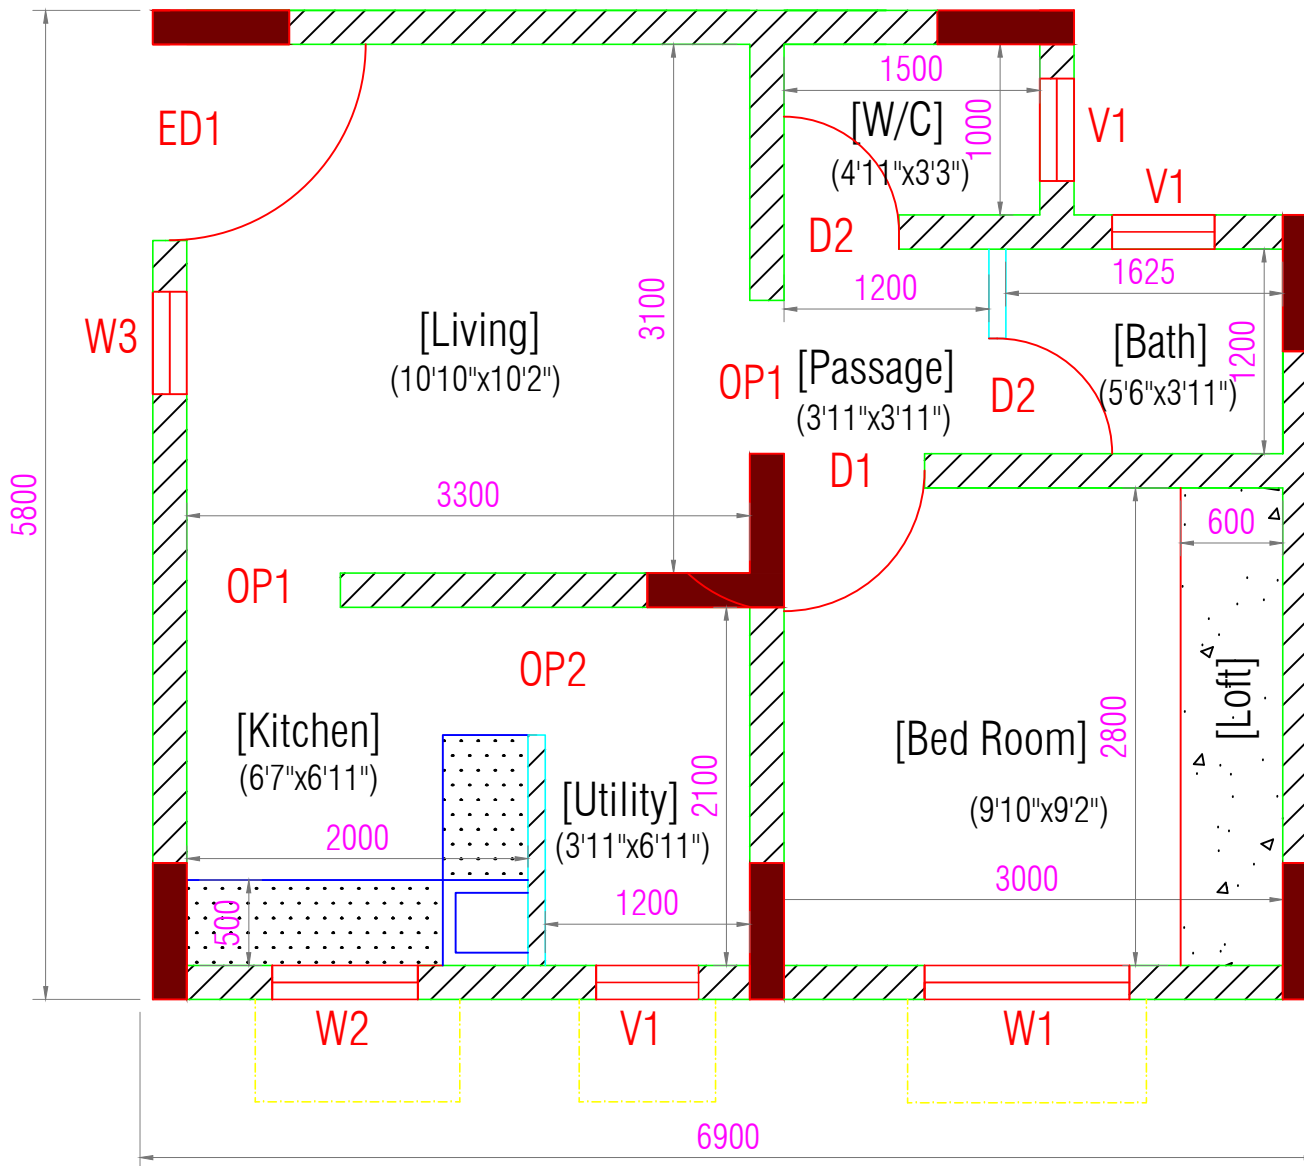 1500
[W/C]
1000
(4'11"x3'3")
ED1
V1
V1
D2
1200
1625
W3
[Living]
(10'10"x10'2")
3100
OP1
[Passage]
(3'11"x3'11")
D2
[Bath]
(5'6"x3'11")
1200
D1
5800
3300
600
OP1
OP2
[Kitchen]
(6'7"x6'11")
2000
500
[Utility]
(3'11"x6'11")
2100
1200
[Bed Room]
(9'10"x9'2")
2800
[Loft]
3000
W2
V1
W1
6900